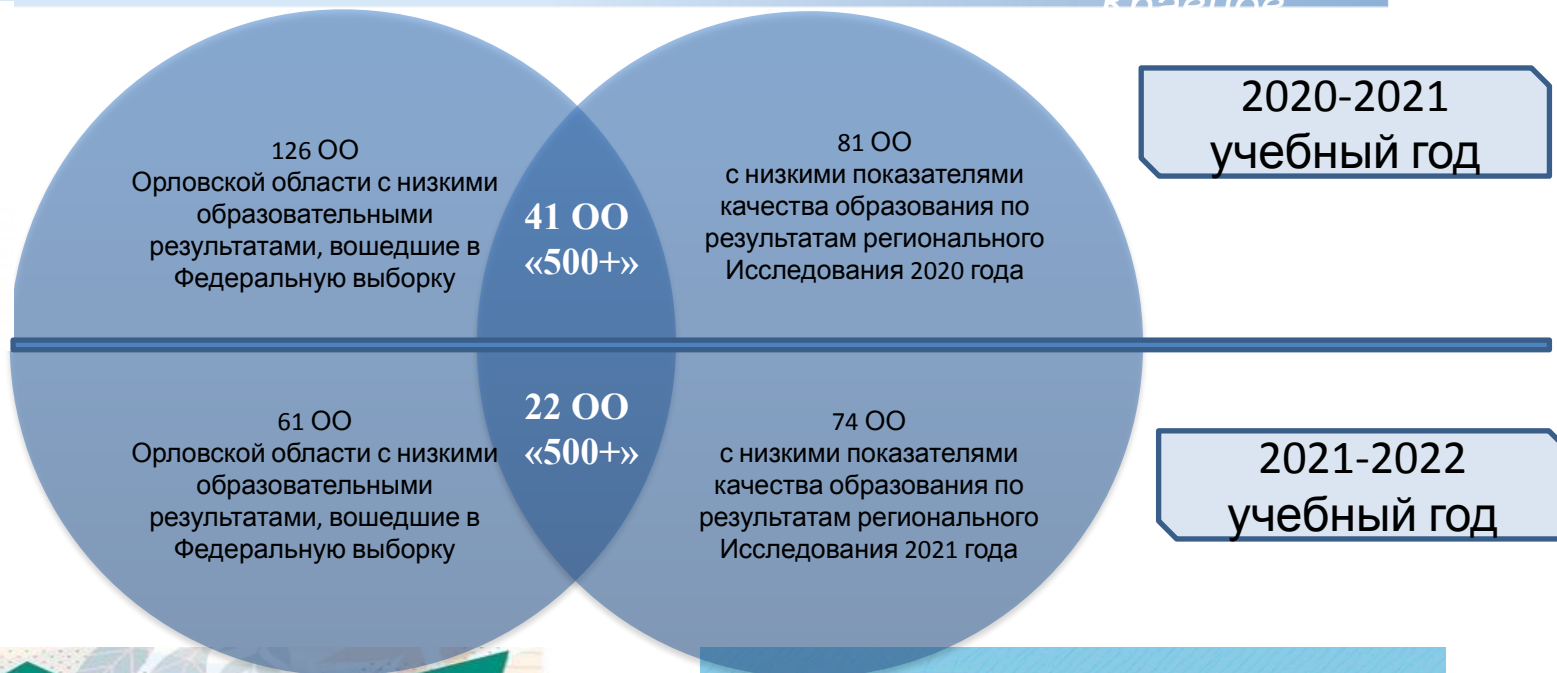 2020-2021
учебный год
126 ОО
Орловской области с низкими
образовательными
результатами, вошедшие в
Федеральную выборку
41 ОО
«500+»
81 ОО
с низкими показателями
качества образования по
результатам регионального
Исследования 2020 года
61 ОО
Орловской области с низкими
образовательными
результатами, вошедшие в
Федеральную выборку
22 ОО
«500+»
74 ОО
с низкими показателями
качества образования по
результатам регионального
Исследования 2021 года
2021-2022
учебный год